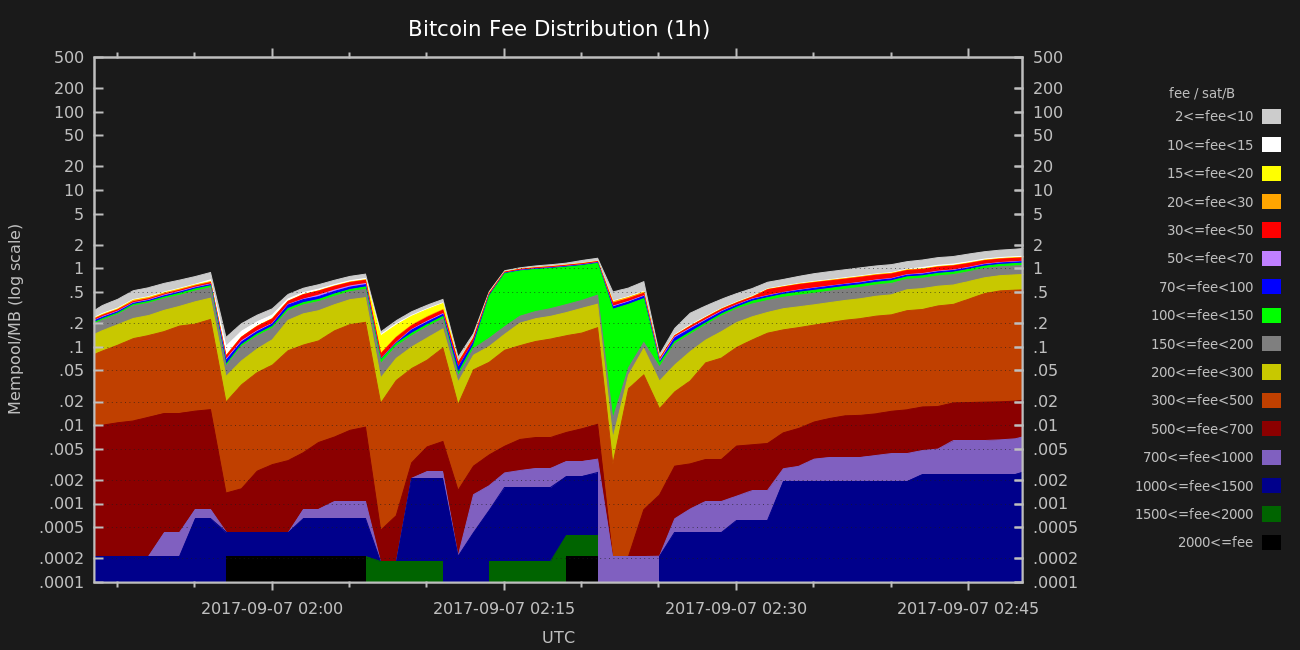 Bitcoin Fee Distribution (1h)
Mempool/MB (log scale)
500
200
100
50
20
10
5
2
1
.5
.2
.1
.05
.02
.01
.005
.002
.001
.0005
.0002
.0001
500
200
100
50
20
10
5
2
1
.5
.2
.1
.05
.02
.01
.005
.002
.001
.0005
.0002
.0001
2017-09-07 02:00
2017-09-07 02:15
2017-09-07 02:30
2017-09-07 02:45
UTC
fee / sat/B
2<=fee<10
10<=fee<15
15<=fee<20
20<=fee<30
30<=fee<50
50<=fee<70
70<=fee<100
100<=fee<150
150<=fee<200
200<=fee<300
300<=fee<500
500<=fee<700
700<=fee<1000
1000<=fee<1500
1500<=fee<2000
2000<=fee